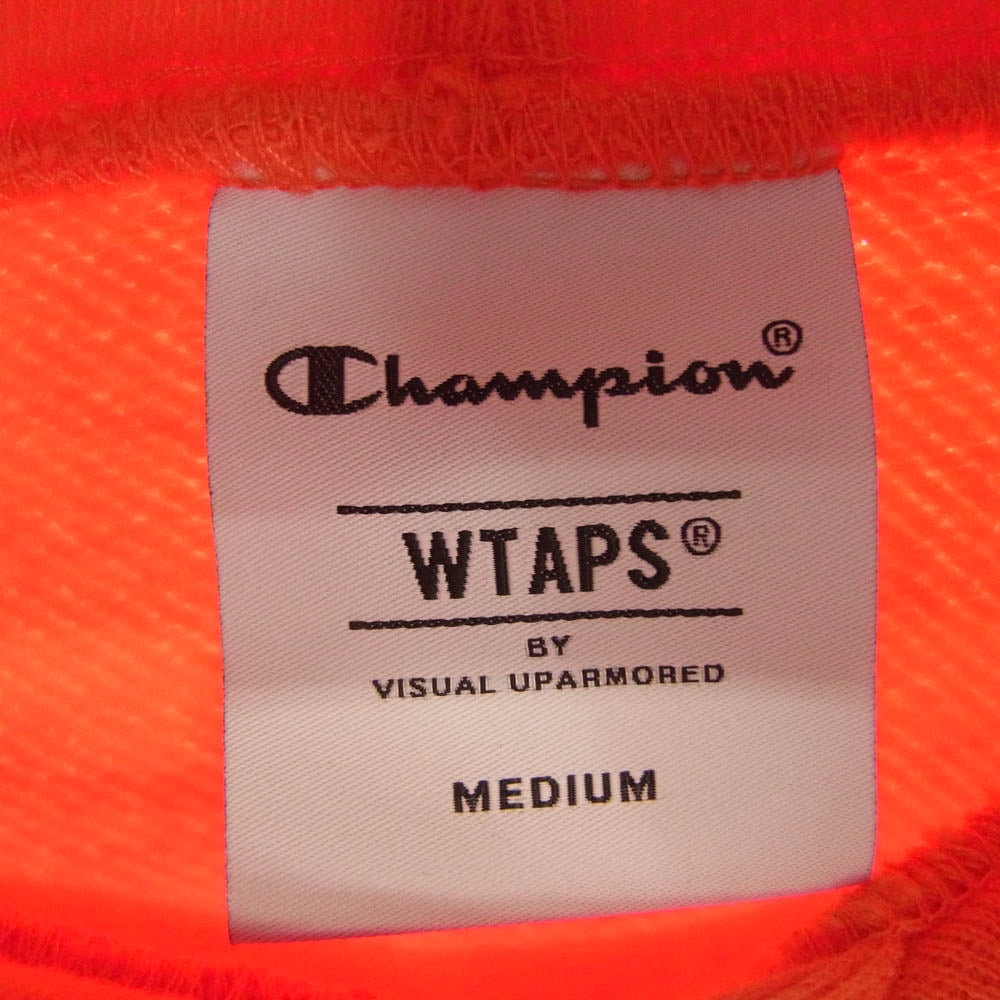 Champion®
WTAPS®
BY
VISUAL UPARMORED
MEDIUM